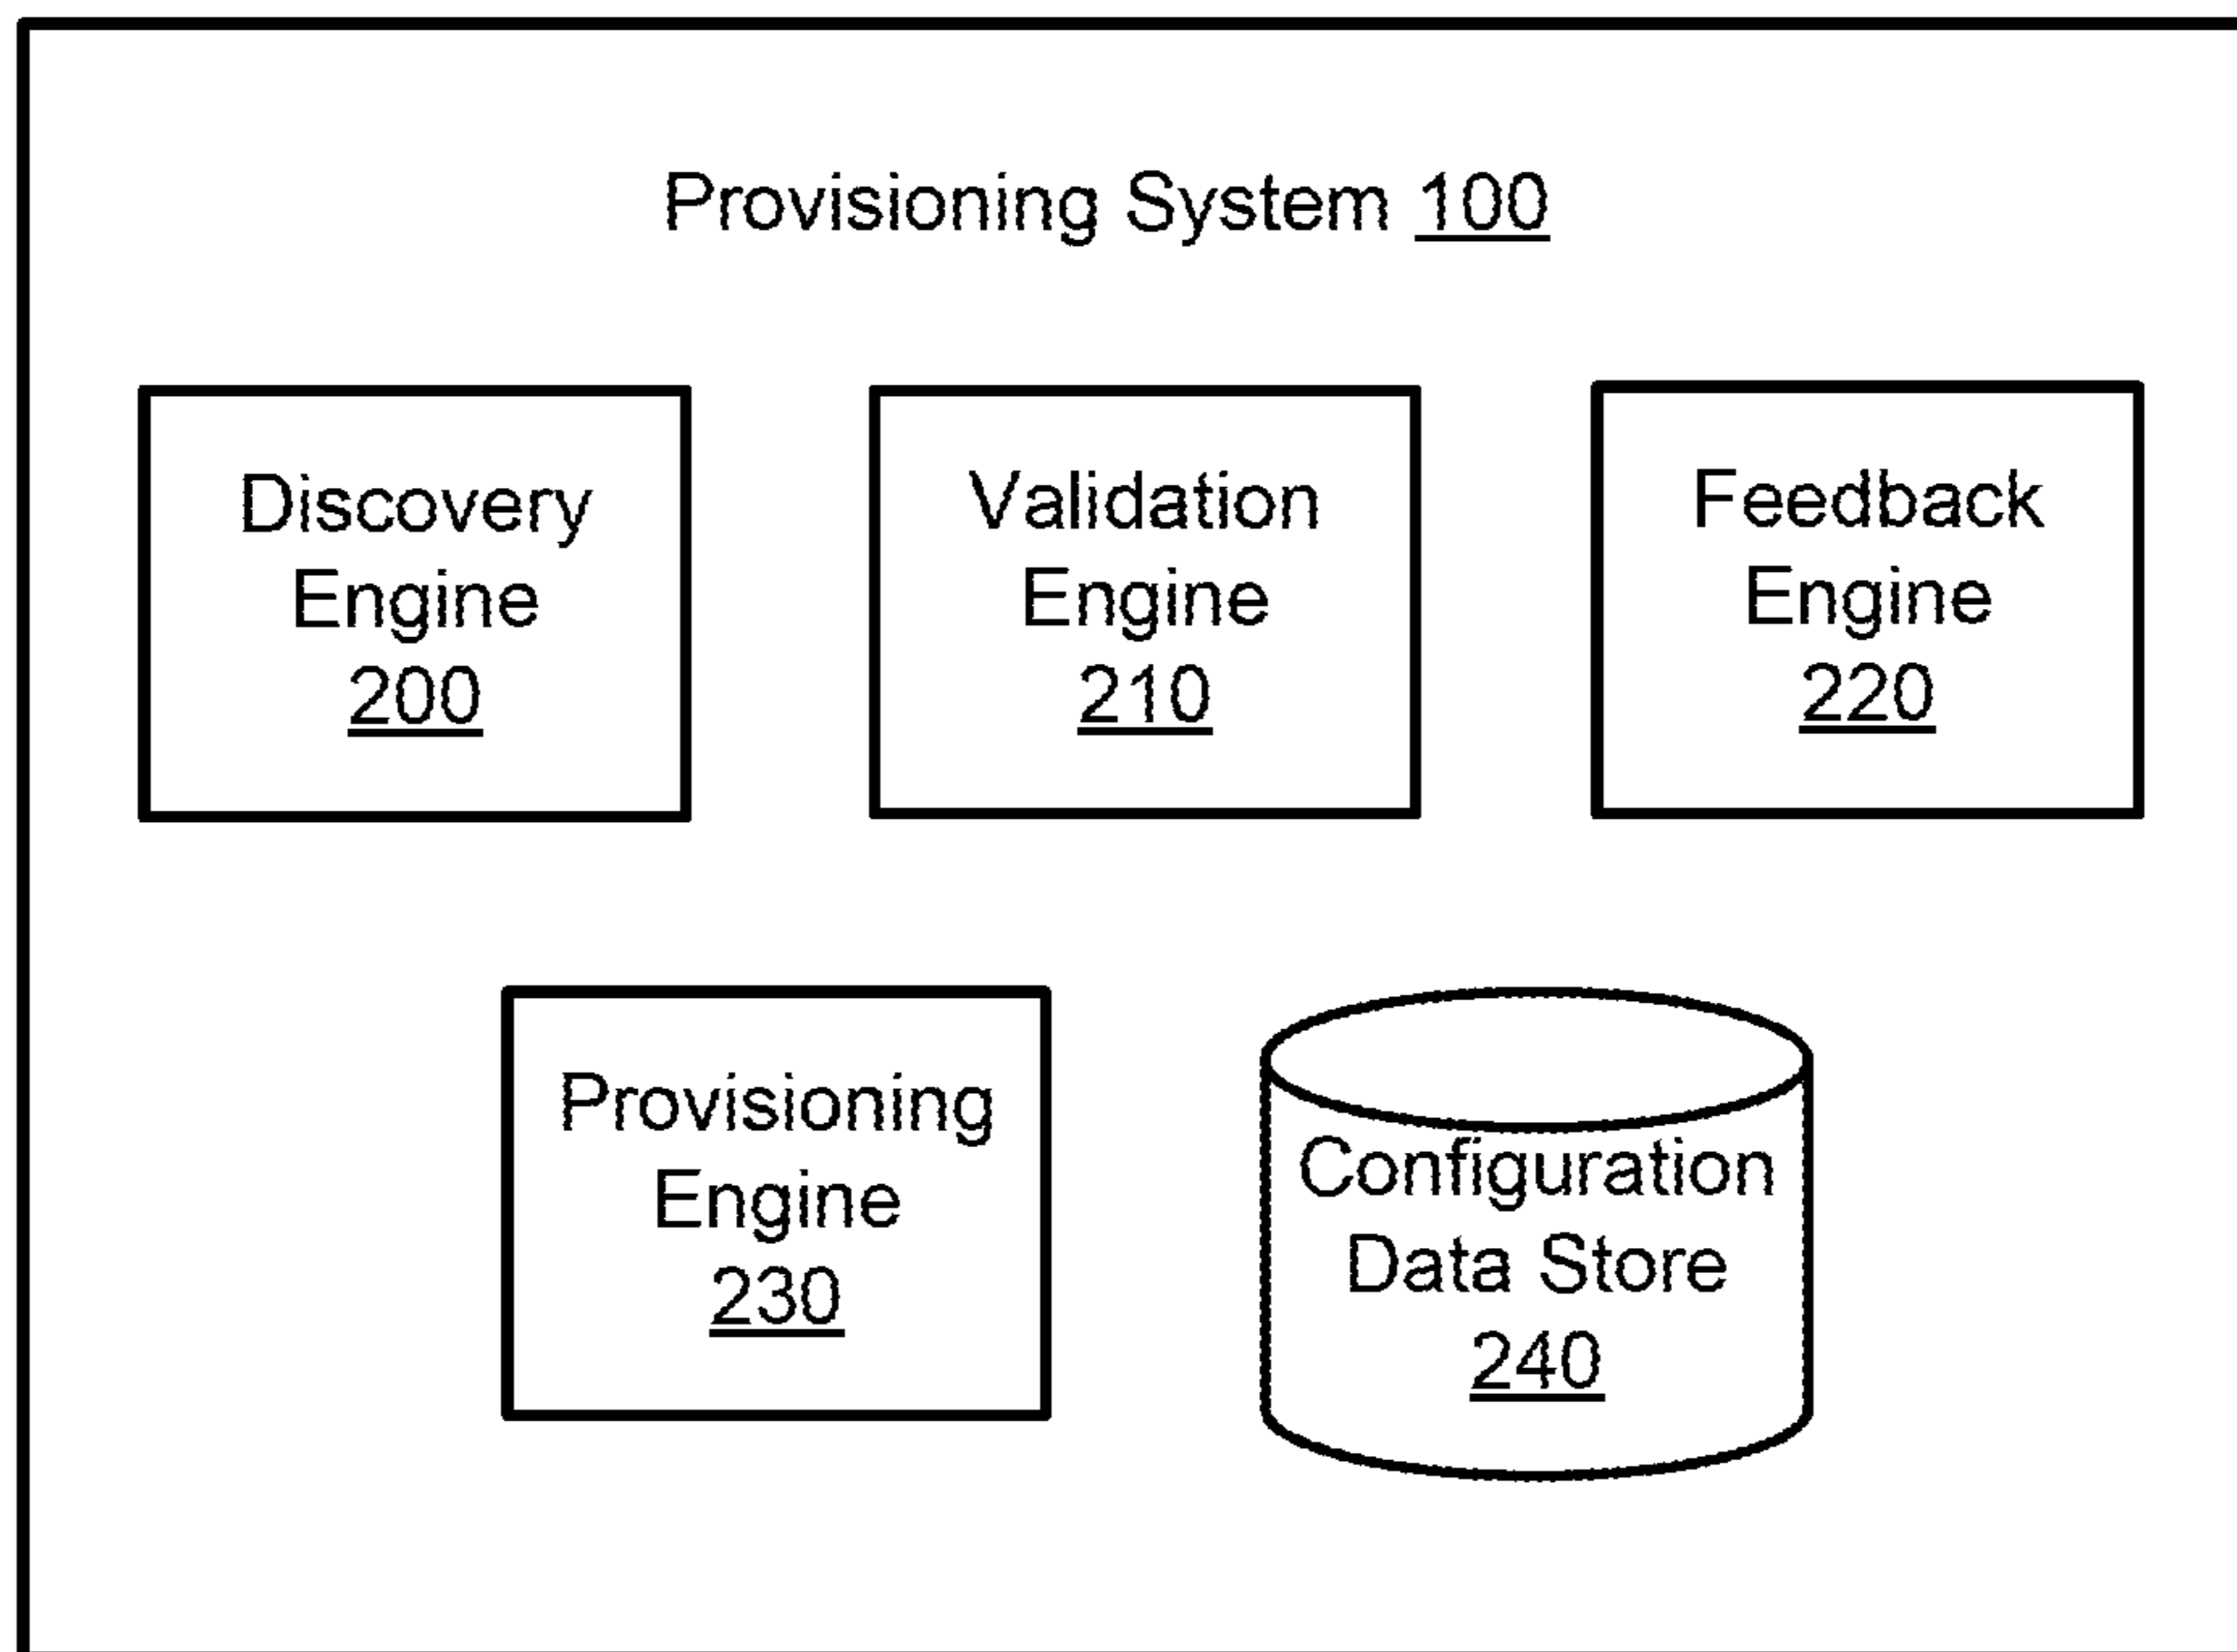 Provisioning System 100
Discovery
Engine
200
Validation
Engine
210
Feedback
Engine
220
Provisioning
Engine
230
Configuration
Data Store
240